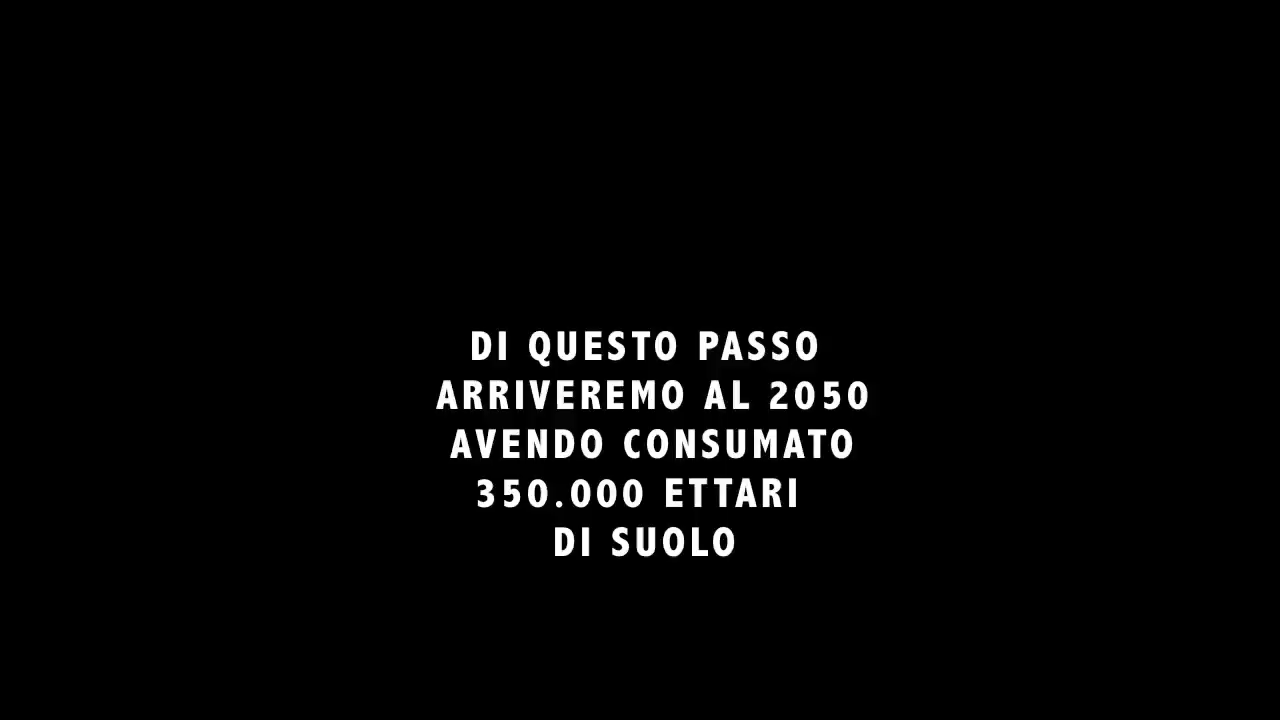 DI QUESTO PASSO
ARRIVEREMO AL 2050
AVENDO CONSUMATO
350.000 ETTARI
DI SUOLO